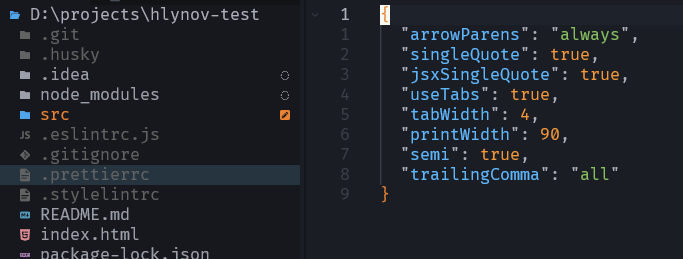 D:\projects\hlynov-test
.git
.husky
.idea
node_modules
src
.eslintrc.js
.gitignore
.prettierrc
.stylelintrc
README.md
index.html
package-lock.json
1 {
1 "arrowParens": "always",
2 "singleQuote": true,
3 "jsxSingleQuote": true,
4 "useTabs": true,
5 "tabWidth": 4,
6 "printWidth": 90,
7 "semi": true,
8 "trailingComma": "all"
9 }